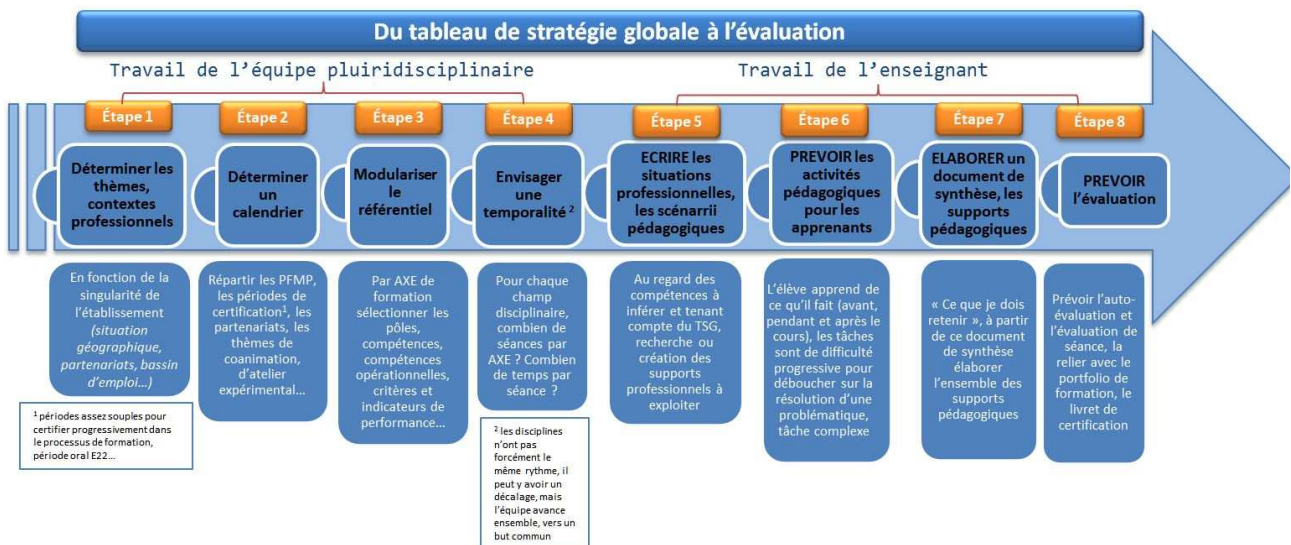 Du tableau de stratégie globale à l'évaluation
Travail de l'équipe pluridisciplinaire
Travail de l'enseignant
Étape 1
Déterminer les
thèmes,
contextes
professionnels
En fonction de la
singularité de
l'établissement
(situation
géographique,
partenariats, bassin
d'emploi…)
¹ périodes assez souples pour
certifier progressivement dans
le processus de formation,
période oral E22…
Étape 2
Déterminer
un
calendrier
Répartir les PFMP,
les périodes de
certification¹, les
partenariats, les
thèmes de
coanimation,
d'atelier
expérimental…
Étape 3
Modulariser
le
référentiel
Par AXE de
formation
sélectionner les
pôles,
compétences,
compétences
opérationnelles,
critères et
indicateurs de
performance…
Étape 4
Envisager
une
temporalité ²
Pour chaque
champ
disciplinaire,
combien de
séances par
AXE ? Combien
de temps par
séance ?
² les disciplines
n'ont pas
forcément le
même rythme, il
peut y avoir un
décalage, mais
l'équipe avance
ensemble, vers un
but commun
Étape 5
ECRIRE les
situations
professionnelles,
les scénarrii
pédagogiques
Au regard des
compétences à
inférer et tenant
compte du TSG,
recherche ou
création des
supports
professionnels à
exploiter
Étape 6
PREVOIR les
activités
pédagogiques
pour les
apprenants
L'élève apprend de
ce qu'il fait (avant,
pendant et après le
cours), les tâches
sont de difficulté
progressive pour
déboucher sur la
résolution d'une
problématique,
tâche complexe
Étape 7
ELABORER un
document de
synthèse, les
supports
pédagogiques
« Ce que je dois
retenir », à partir
de ce document
de synthèse
élaborer
l'ensemble des
supports
pédagogiques
Étape 8
PREVOIR
l'évaluation
Prévoir l'auto-
évaluation et
l'évaluation de
séance, la
relier avec le
portfolio de
formation, le
livret de
certification